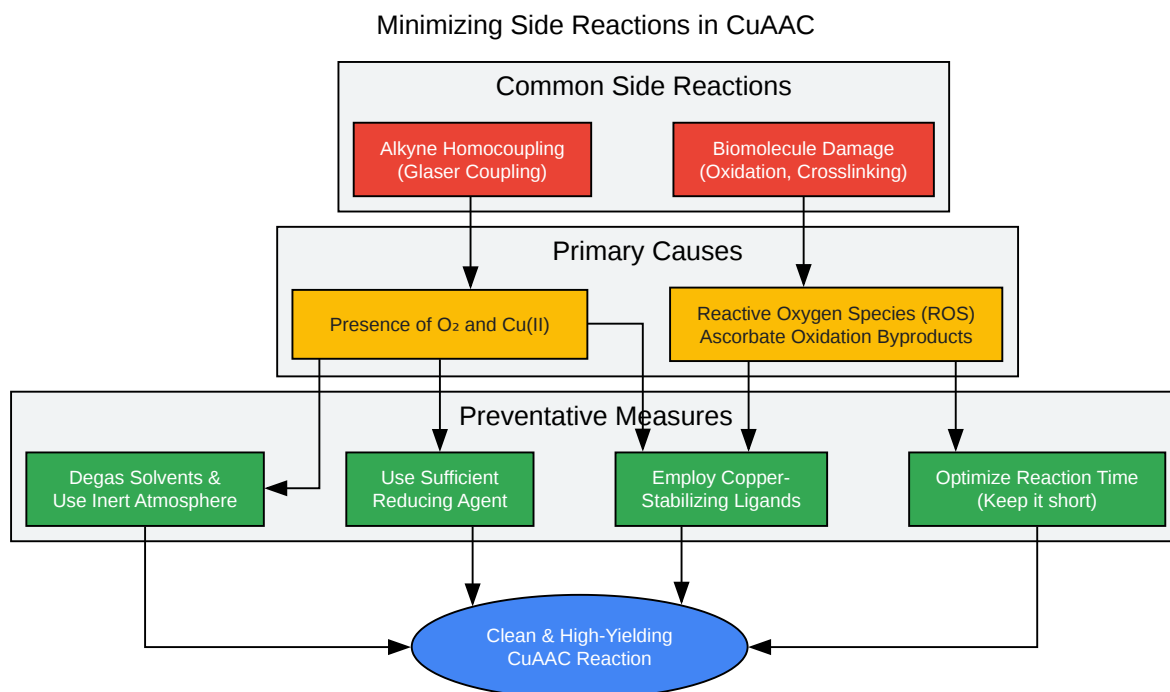 Minimizing Side Reactions in CuAAC
Common Side Reactions
Alkyne Homocoupling
(Glaser Coupling)
Biomolecule Damage
(Oxidation, Crosslinking)
Primary Causes
Presence of O₂ and Cu(II)
Reactive Oxygen Species (ROS)
Ascorbate Oxidation Byproducts
Preventative Measures
Degas Solvents &
Use Inert Atmosphere
Use Sufficient
Reducing Agent
Employ Copper-
Stabilizing Ligands
Optimize Reaction Time
(Keep it short)
Clean & High-Yielding
CuAAC Reaction